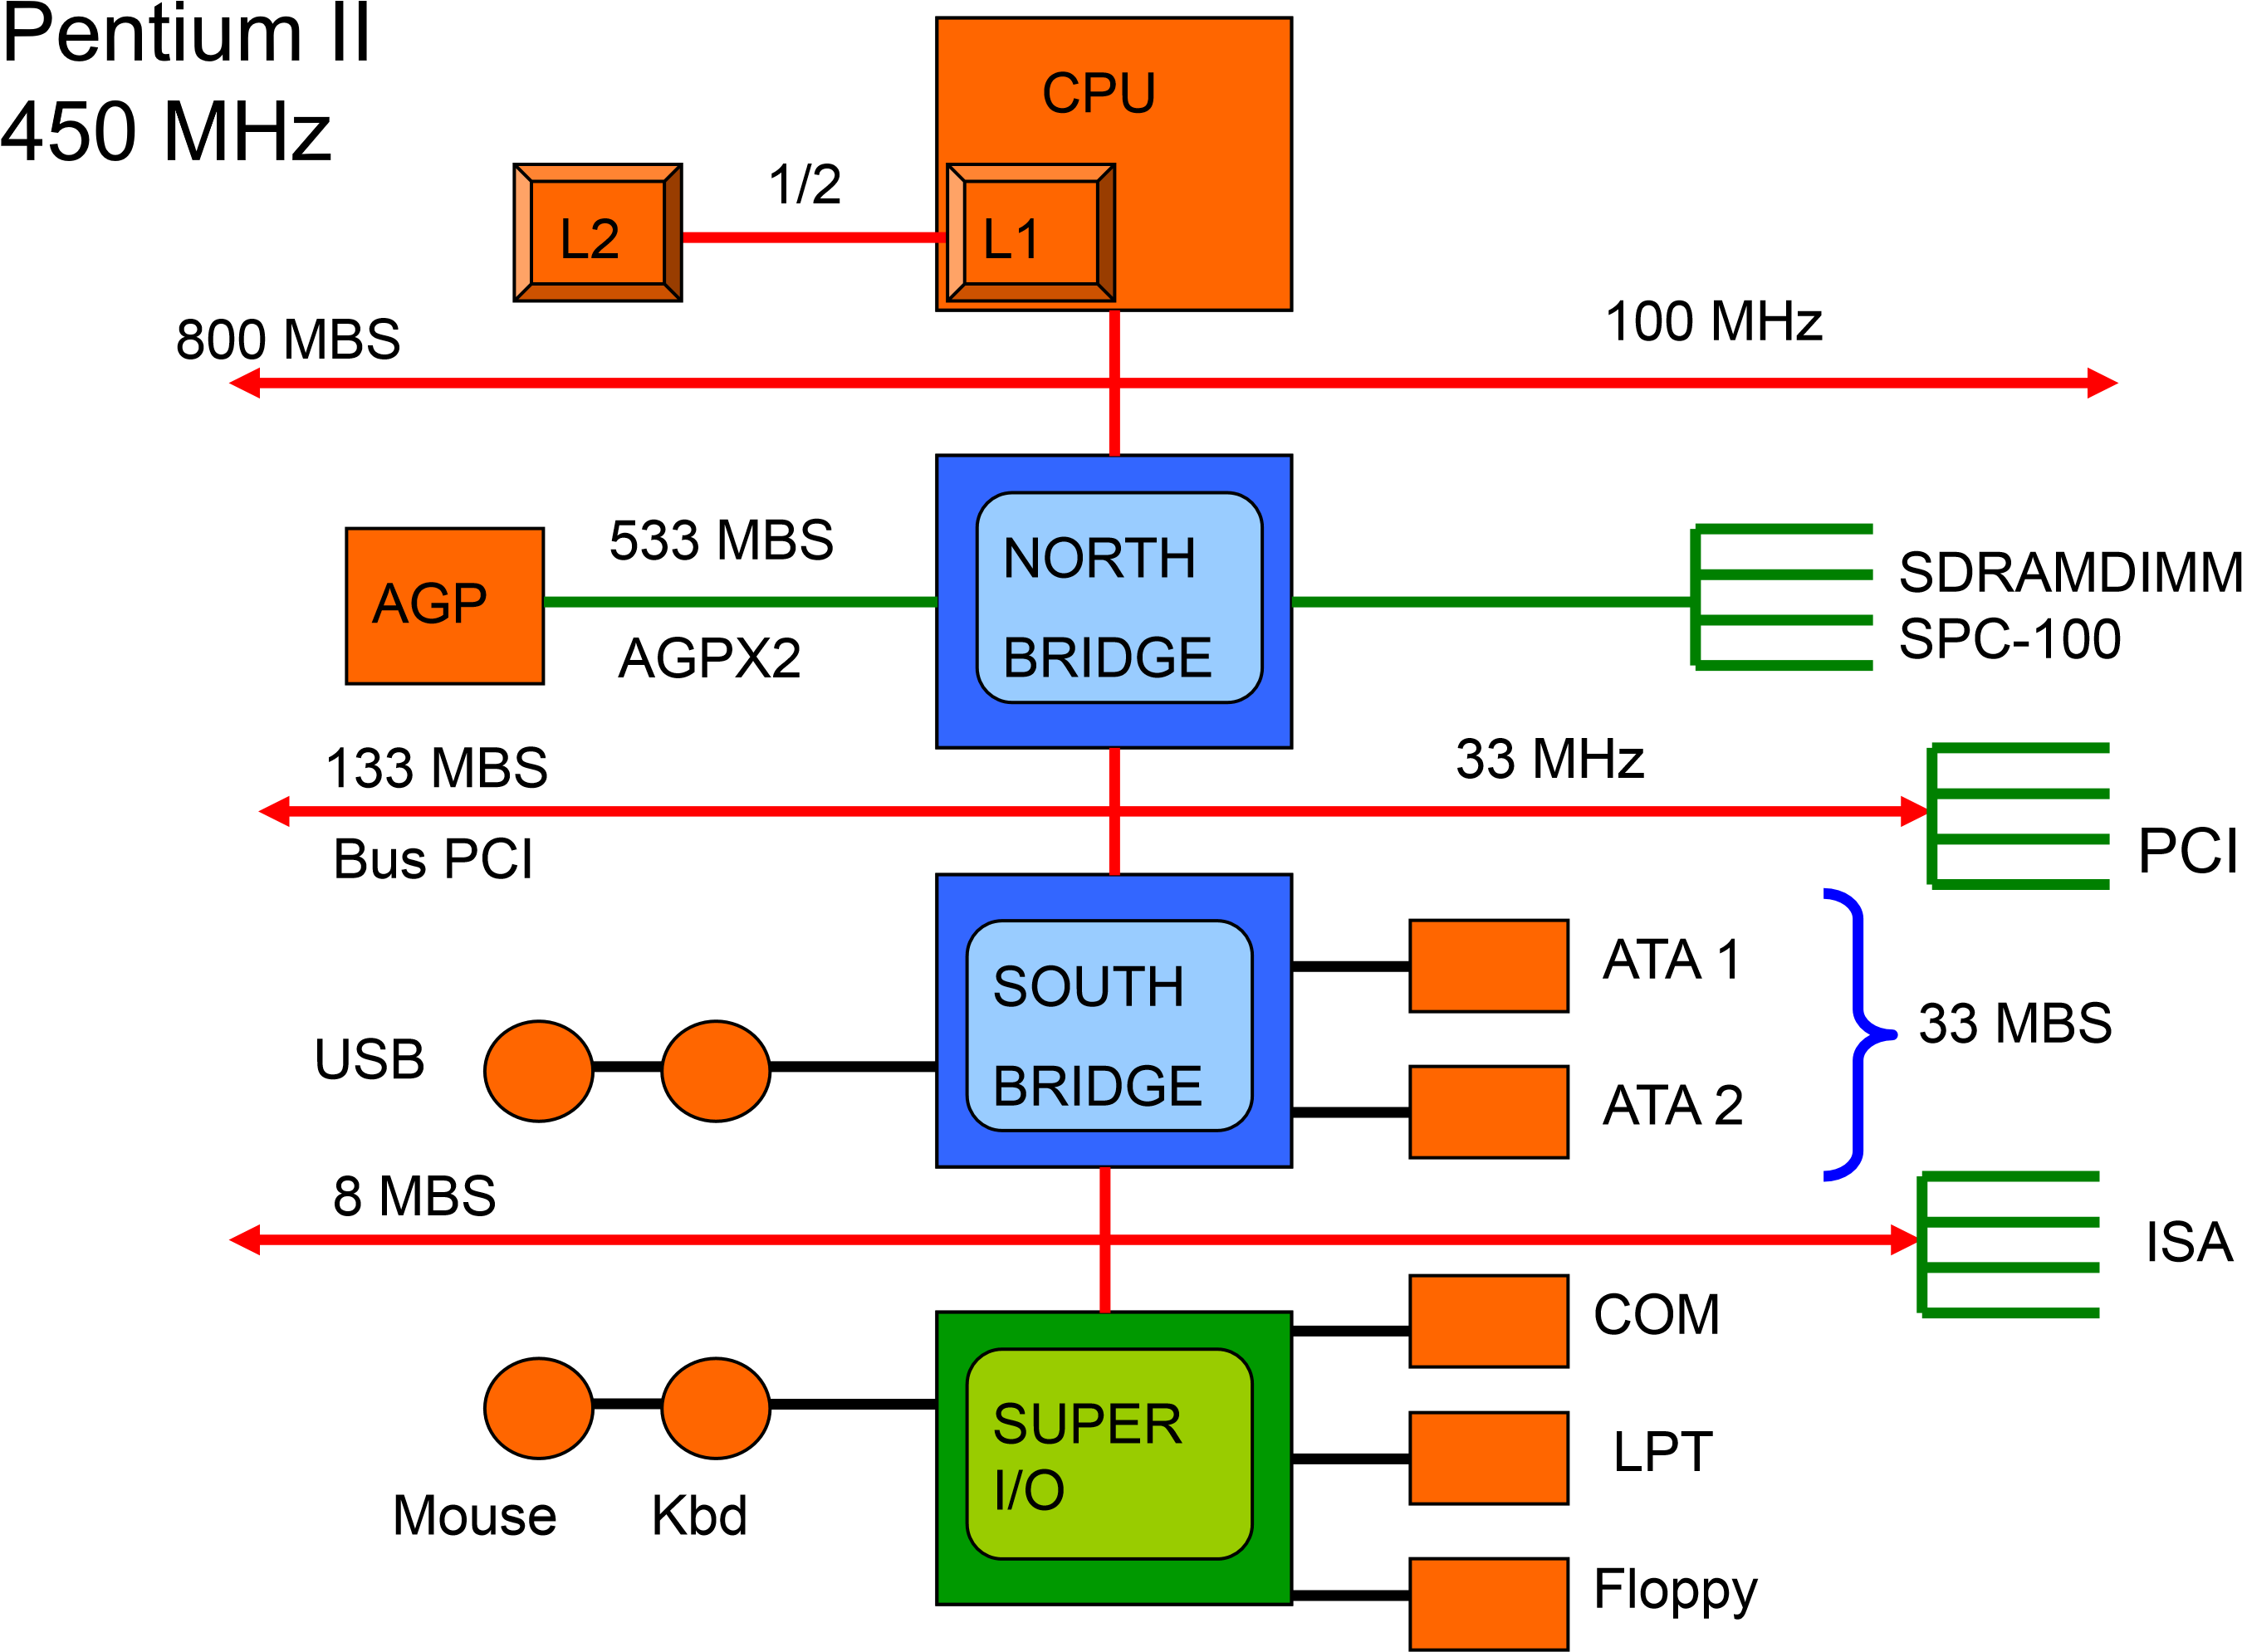 Pentium II
450 MHz
CPU
1/2
L2
L1
800 MBS
100 MHz
533 MBS
AGP
AGPX2
NORTH
BRIDGE
SDRAMDIMM
SPC-100
133 MBS
33 MHz
Bus PCI
PCI
SOUTH
BRIDGE
ATA 1
ATA 2
33 MBS
USB
8 MBS
ISA
SUPER
I/O
COM
LPT
Floppy
Mouse
Kbd